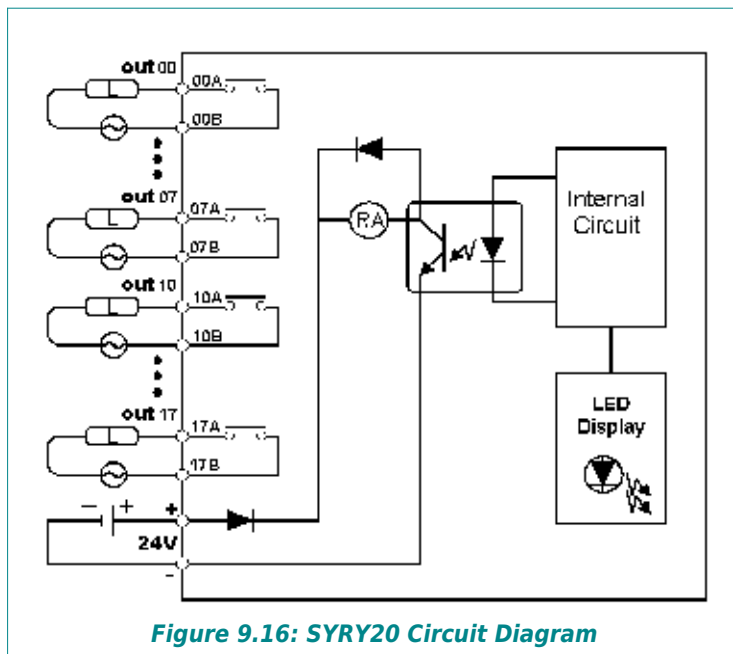 out 00
L
00A
00B
out 07
L
07A
07B
out 10
L
10A
10B
out 17
L
17A
17B
− +
+
24V
-
RA
Internal
Circuit
LED
Display
Figure 9.16: SYRY20 Circuit Diagram